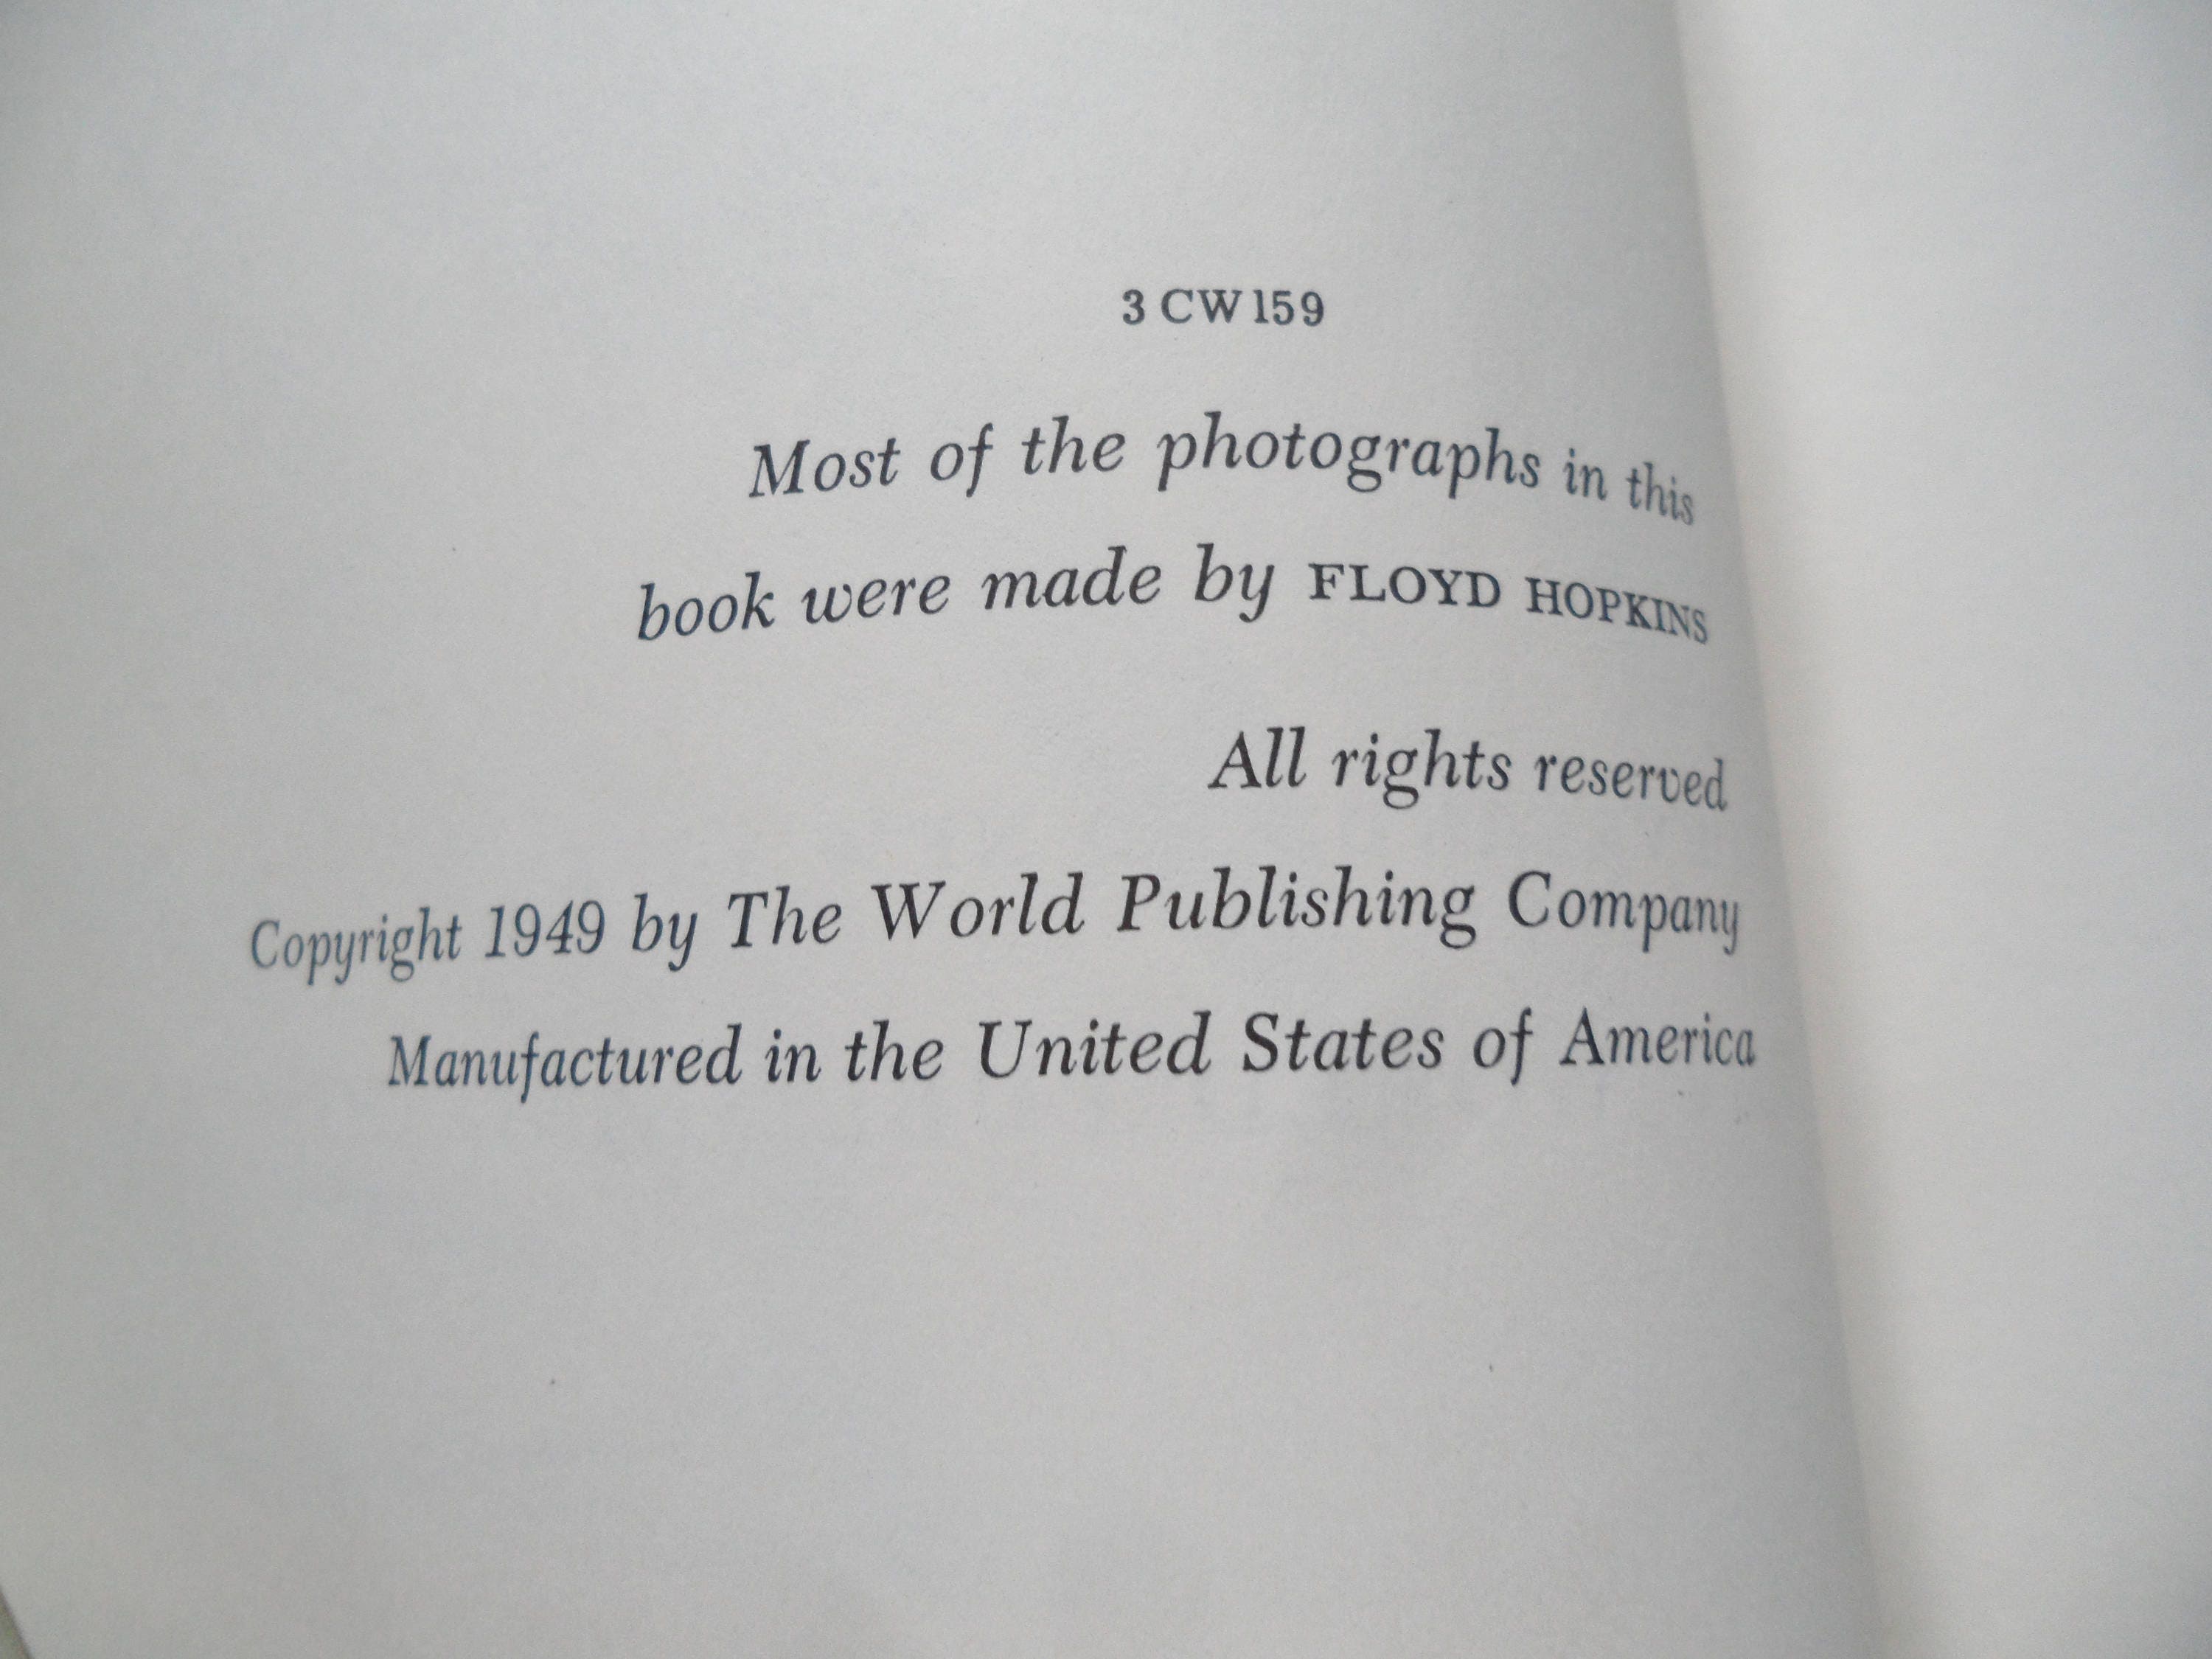 3 CW 159
Most of the photographs in this
book were made by FLOYD HOPKINS
All rights reserved
Copyright 1949 by The World Publishing Company
Manufactured in the United States of America